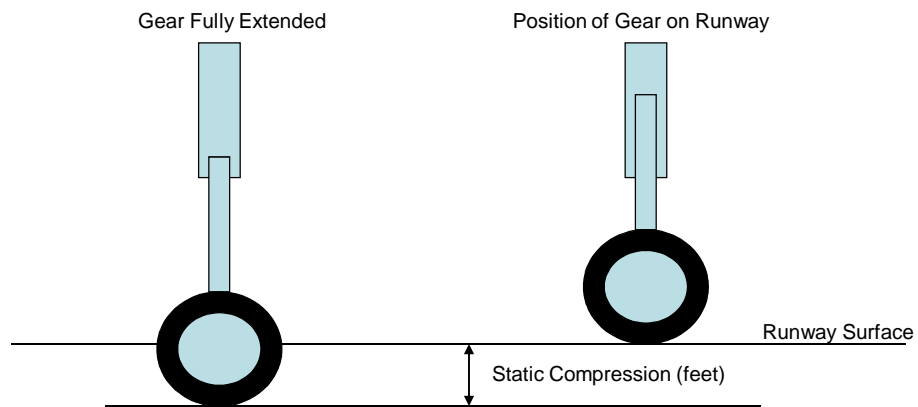 Gear Fully Extended
Position of Gear on Runway
Runway Surface
Static Compression (feet)